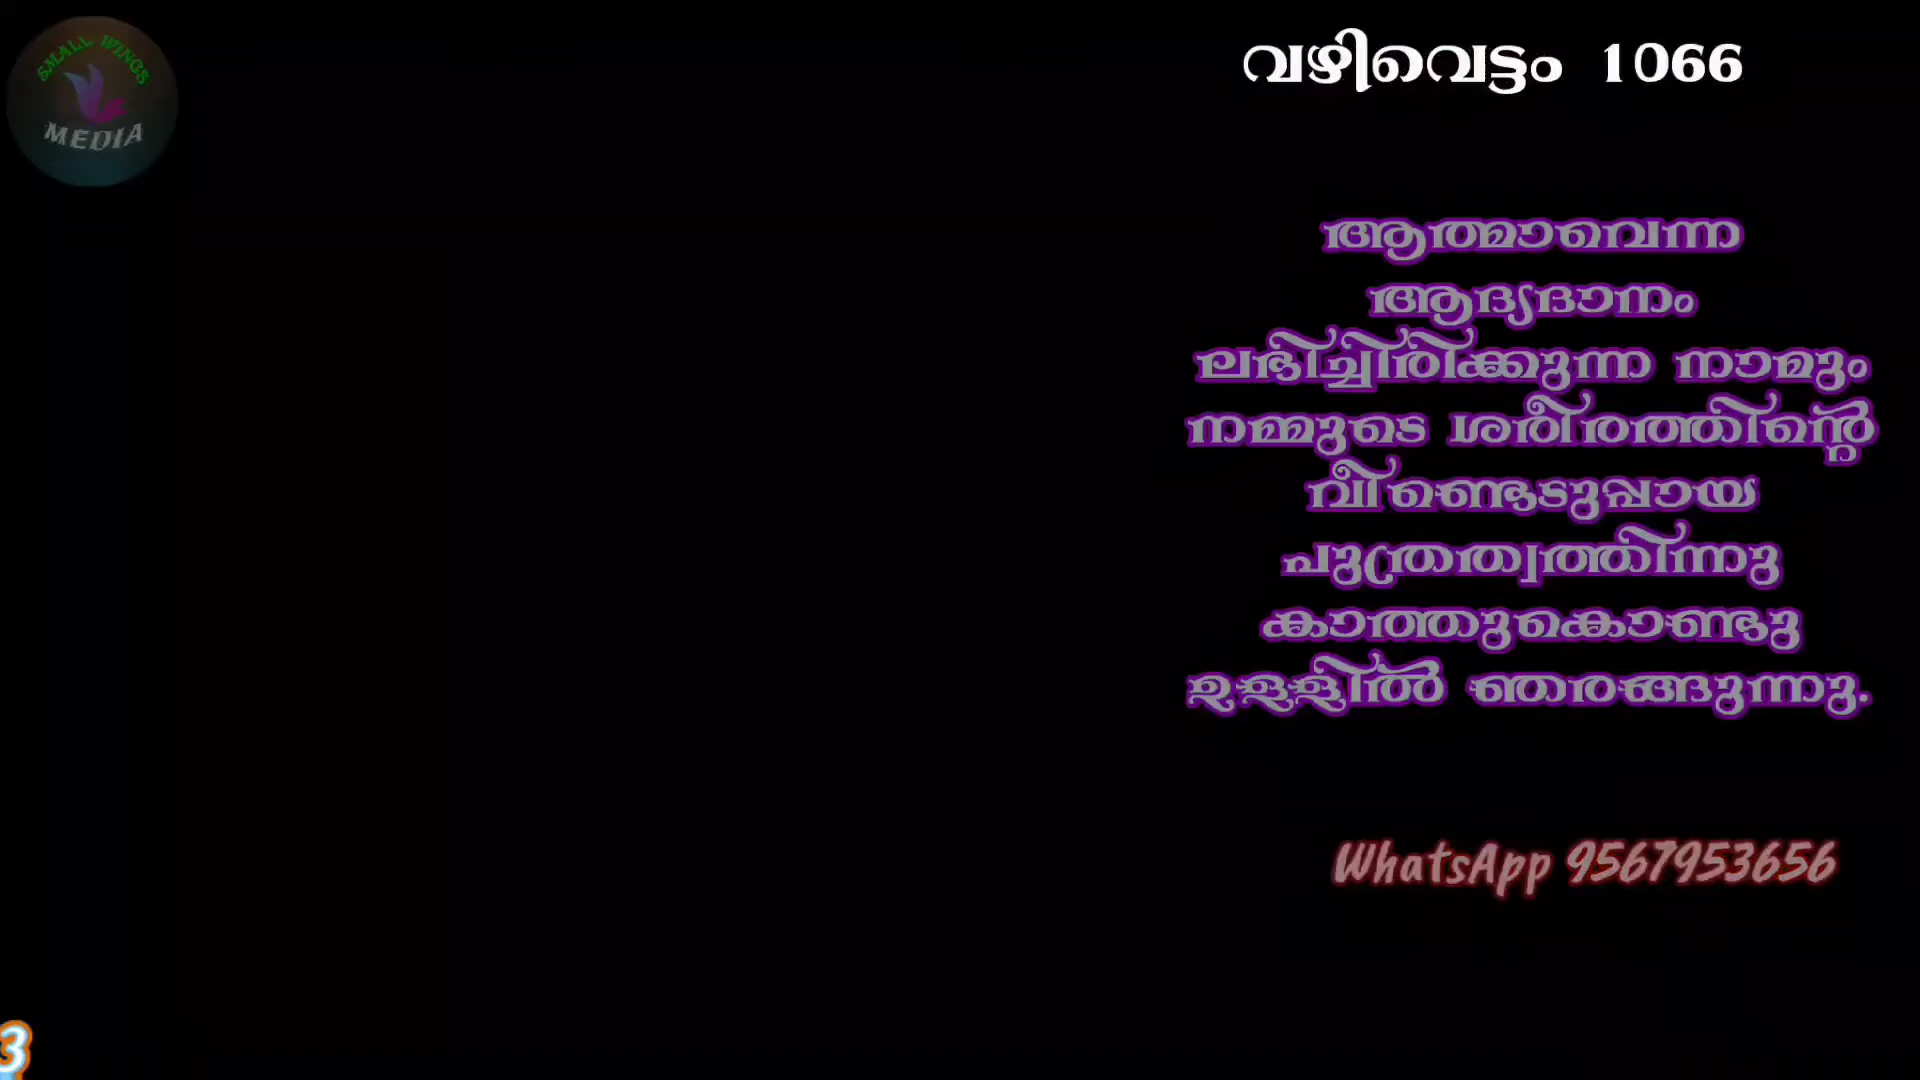 SMALL WINGS
MEDIA
വഴിവെട്ടം 1066
ആത്മാവെന്ന
ആദ്യദാനം
ലഭിച്ചിരിക്കുന്ന നാമും
നമ്മുടെ ശരീരത്തിന്റെ
വീണ്ടെടുപ്പായ
പുത്രത്വത്തിന്നു
കാത്തുകൊണ്ടു
ഉള്ളിൽ ഞരങ്ങുന്നു.
WhatsApp 9567953656
3